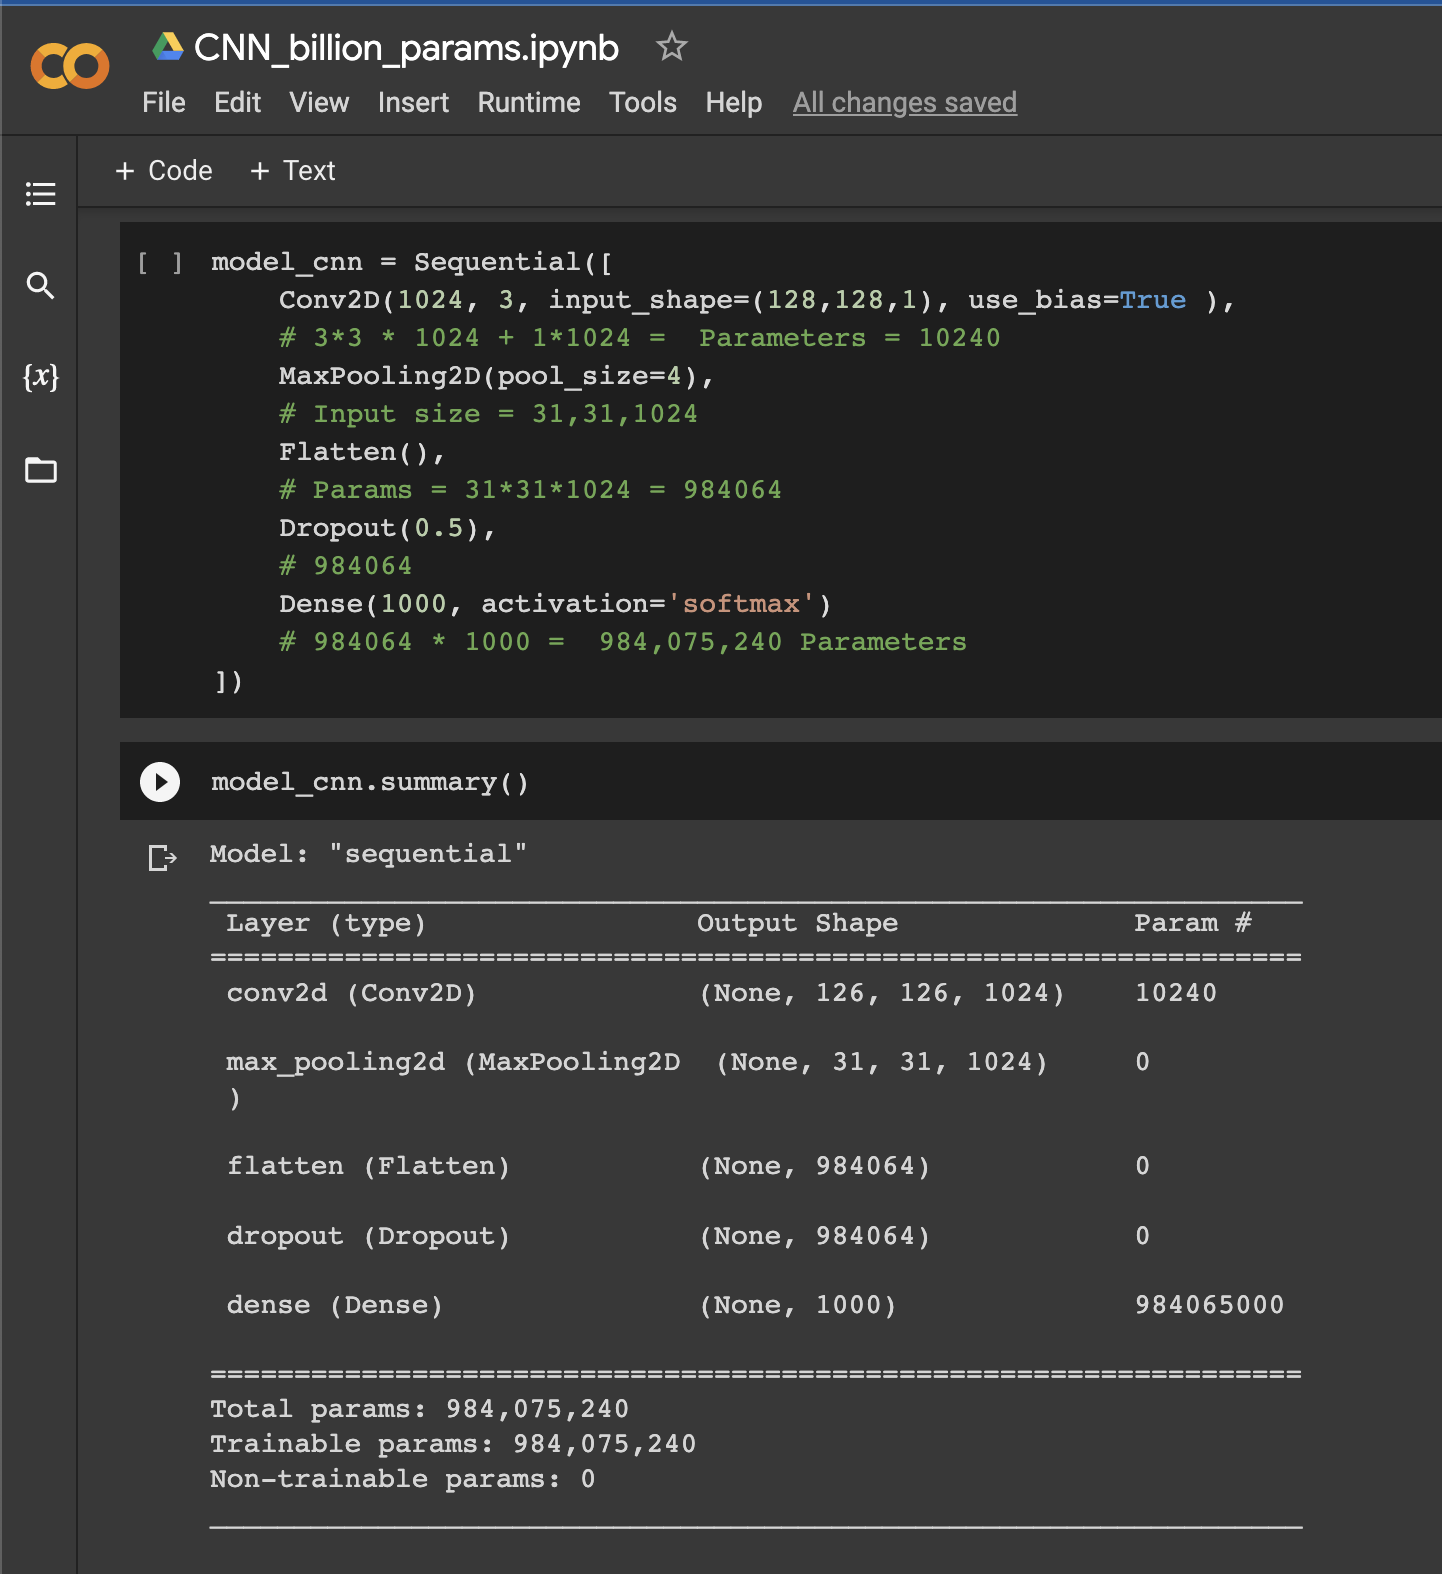 CNN_billion_params.ipynb
File Edit View Insert Runtime Tools Help All changes saved
+ Code + Text
[ ] model_cnn = Sequential([
Conv2D(1024, 3, input_shape=(128,128,1), use_bias=True ),
# 3*3 * 1024 + 1*1024 =  Parameters = 10240
MaxPooling2D(pool_size=4),
# Input size = 31,31,1024
Flatten(),
# Params = 31*31*1024 = 984064
Dropout(0.5),
# 984064
Dense(1000, activation='softmax')
# 984064 * 1000 =  984,075,240 Parameters
])
{x}
model_cnn.summary()
Model: "sequential"
_________________________________________________________________
Layer (type) Output Shape Param #
=================================================================
conv2d (Conv2D) (None, 126, 126, 1024) 10240
max_pooling2d (MaxPooling2D (None, 31, 31, 1024) 0
)
flatten (Flatten) (None, 984064) 0
dropout (Dropout) (None, 984064) 0
dense (Dense) (None, 1000) 984065000
=================================================================
Total params: 984,075,240
Trainable params: 984,075,240
Non-trainable params: 0
_________________________________________________________________